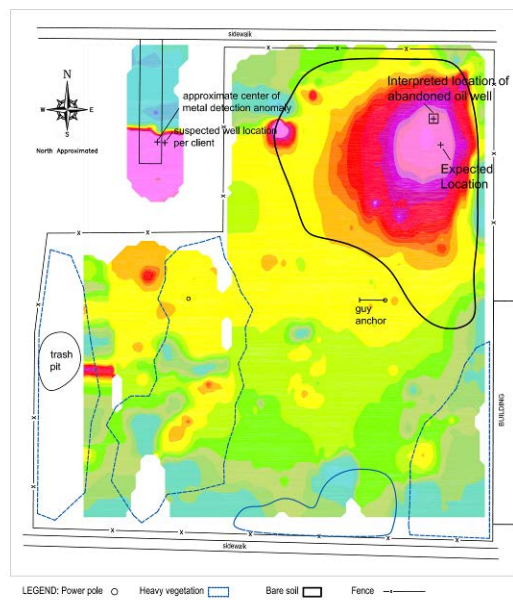 sidewalk
N
W E
S
North Approximated
approximate center of
metal detection anomaly
suspected well location
per client
Interpreted location of
abandoned oil well
Expected
Location
guy
anchor
trash
pit
BUILDING
sidewalk
LEGEND: Power pole Heavy vegetation Bare soil Fence